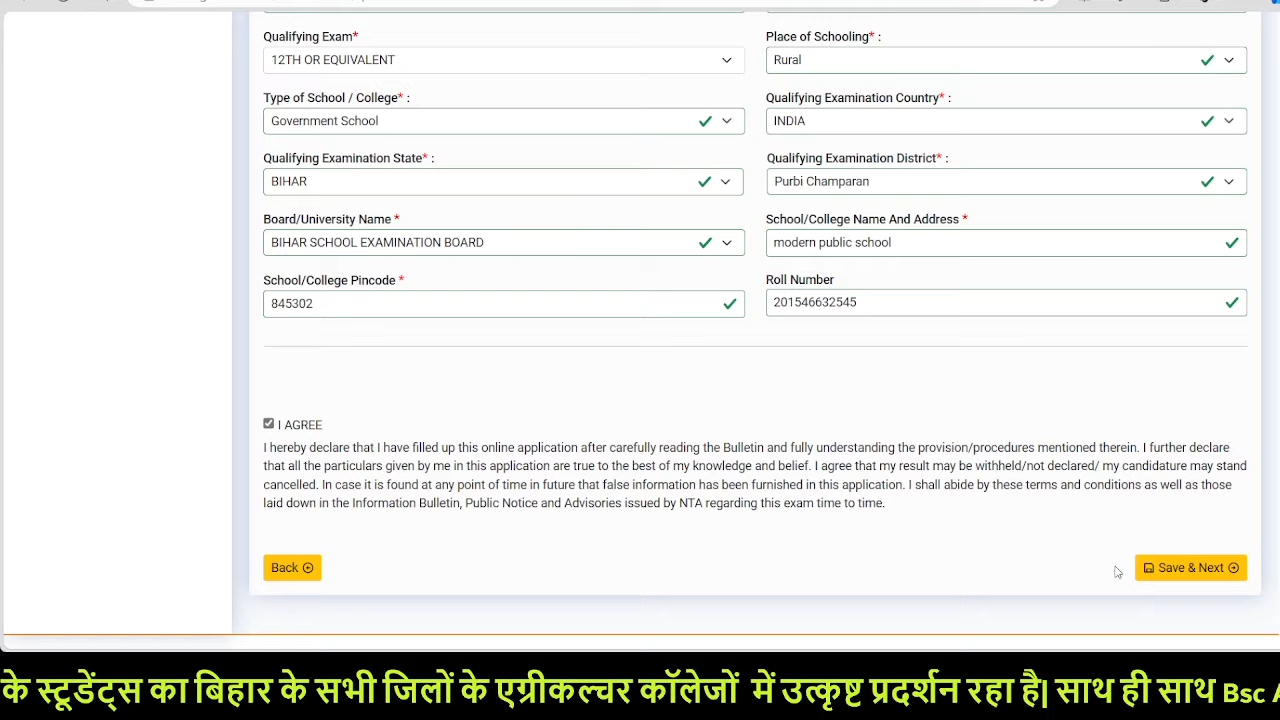 Qualifying Exam*
Place of Schooling* :
12TH OR EQUIVALENT
Rural
Type of School / College* :
Qualifying Examination Country* :
Government School
INDIA
Qualifying Examination State* :
Qualifying Examination District* :
BIHAR
Purbi Champaran
Board/University Name *
School/College Name And Address *
BIHAR SCHOOL EXAMINATION BOARD
modern public school
School/College Pincode *
Roll Number
845302
201546632545
I AGREE
I hereby declare that I have filled up this online application after carefully reading the Bulletin and fully understanding the provision/procedures mentioned therein. I further declare
that all the particulars given by me in this application are true to the best of my knowledge and belief. I agree that my result may be withheld/not declared/ my candidature may stand
cancelled. In case it is found at any point of time in future that false information has been furnished in this application. I shall abide by these terms and conditions as well as those
laid down in the Information Bulletin, Public Notice and Advisories issued by NTA regarding this exam time to time.
Back
Save & Next
के स्टूडेंट्स का बिहार के सभी जिलों के एग्रीकल्चर कॉलेजों में उत्कृष्ट प्रदर्शन रहा है| साथ ही साथ Bsc A